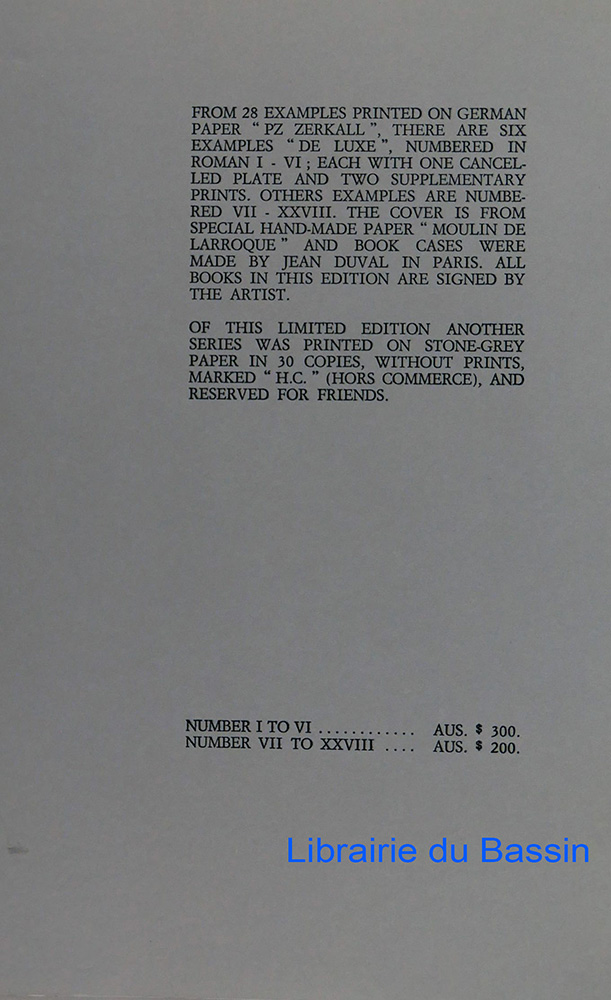 FROM 28 EXAMPLES PRINTED ON GERMAN
PAPER “ PZ ZERKALL ”, THERE ARE SIX
EXAMPLES “ DE LUXE ”, NUMBERED IN
ROMAN I - VI ; EACH WITH ONE CANCEL-
LED PLATE AND TWO SUPPLEMENTARY
PRINTS. OTHERS EXAMPLES ARE NUMBE-
RED VII - XXVIII. THE COVER IS FROM
SPECIAL HAND-MADE PAPER “ MOULIN DE
LARROQUE ” AND BOOK CASES WERE
MADE BY JEAN DUVAL IN PARIS. ALL
BOOKS IN THIS EDITION ARE SIGNED BY
THE ARTIST.
OF THIS LIMITED EDITION ANOTHER
SERIES WAS PRINTED ON STONE-GREY
PAPER IN 30 COPIES, WITHOUT PRINTS,
MARKED “ H.C. ” (HORS COMMERCE), AND
RESERVED FOR FRIENDS.
NUMBER I TO VI ............ AUS. $ 300.
NUMBER VII TO XXVIII .... AUS. $ 200.
Librairie du Bassin